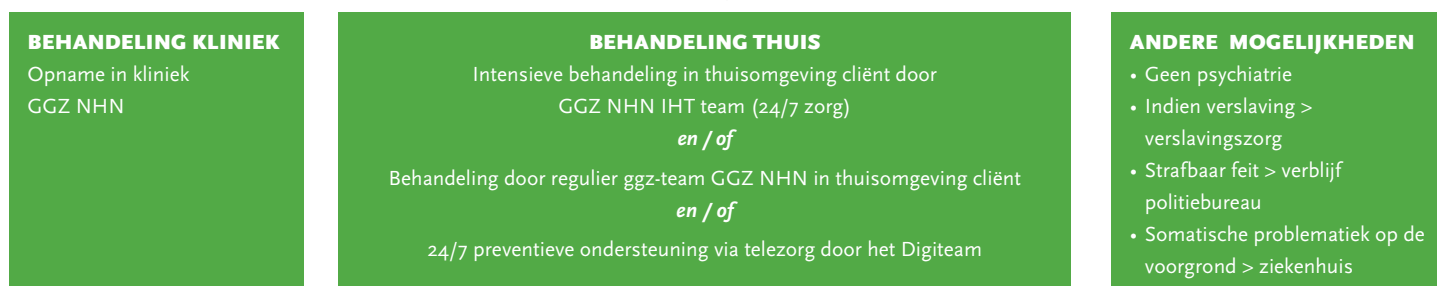 BEHANDELING KLINIEK
Opname in kliniek
GGZ NHN
BEHANDELING THUIS
Intensieve behandeling in thuisomgeving cliënt door
GGZ NHN IHT team (24/7 zorg)
en / of
Behandeling door regulier ggz-team GGZ NHN in thuisomgeving cliënt
en / of
24/7 preventieve ondersteuning via telezorg door het Digiteam
ANDERE MOGELIJKHEDEN
• Geen psychiatrie
• Indien verslaving >
verslavingszorg
• Strafbaar feit > verblijf
politiebureau
• Somatische problematiek op de
voorgrond > ziekenhuis